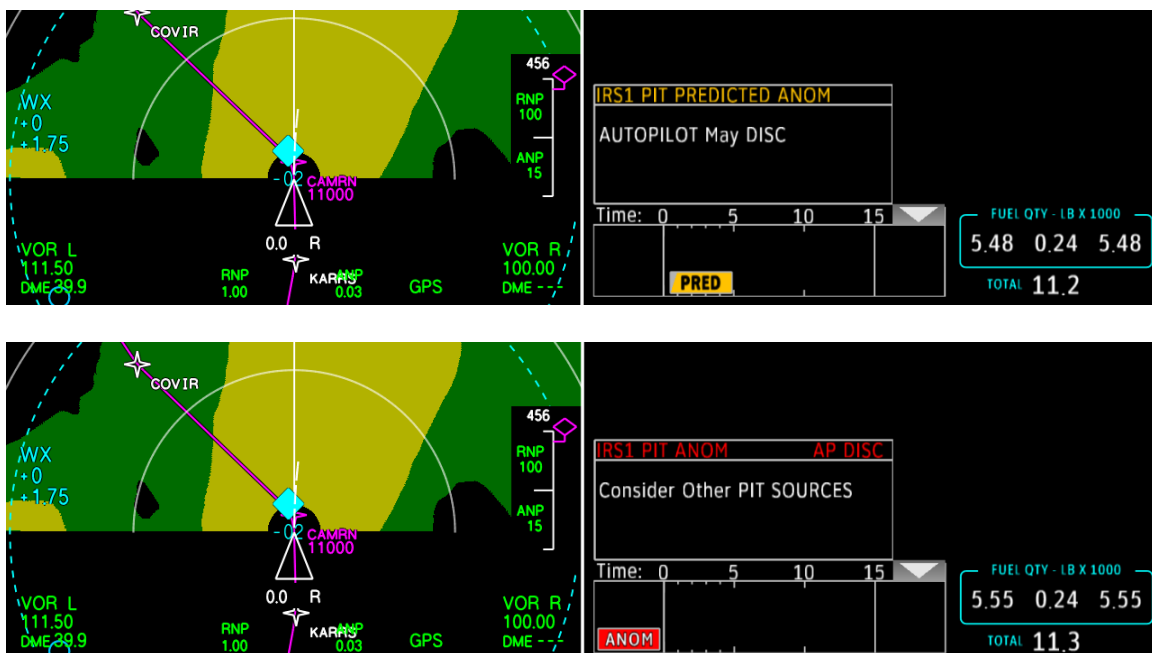 COVIR
456
WX
+0
+1.75
RNP
100
ANP
15
-02
CAMRN
11000
0.0 R
VOR L
111.50
DME 39.9
RNP
1.00
KARRS
ANP
0.03
GPS
VOR R
100.00
DME ---
IRS1 PIT PREDICTED ANOM
AUTOPILOT May DISC
Time: 0 5 10 15
PRED
FUEL QTY - LB X 1000
5.48 0.24 5.48
TOTAL 11.2
COVIR
456
WX
+0
+1.75
RNP
100
ANP
15
-02
CAMRN
11000
0.0 R
VOR L
111.50
DME 39.9
RNP
1.00
KARRS
0.03
GPS
VOR R
100.00
DME ---
IRS1 PIT ANOM AP DISC
Consider Other PIT SOURCES
Time: 0 5 10 15
ANOM
FUEL QTY - LB X 1000
5.55 0.24 5.55
TOTAL 11.3